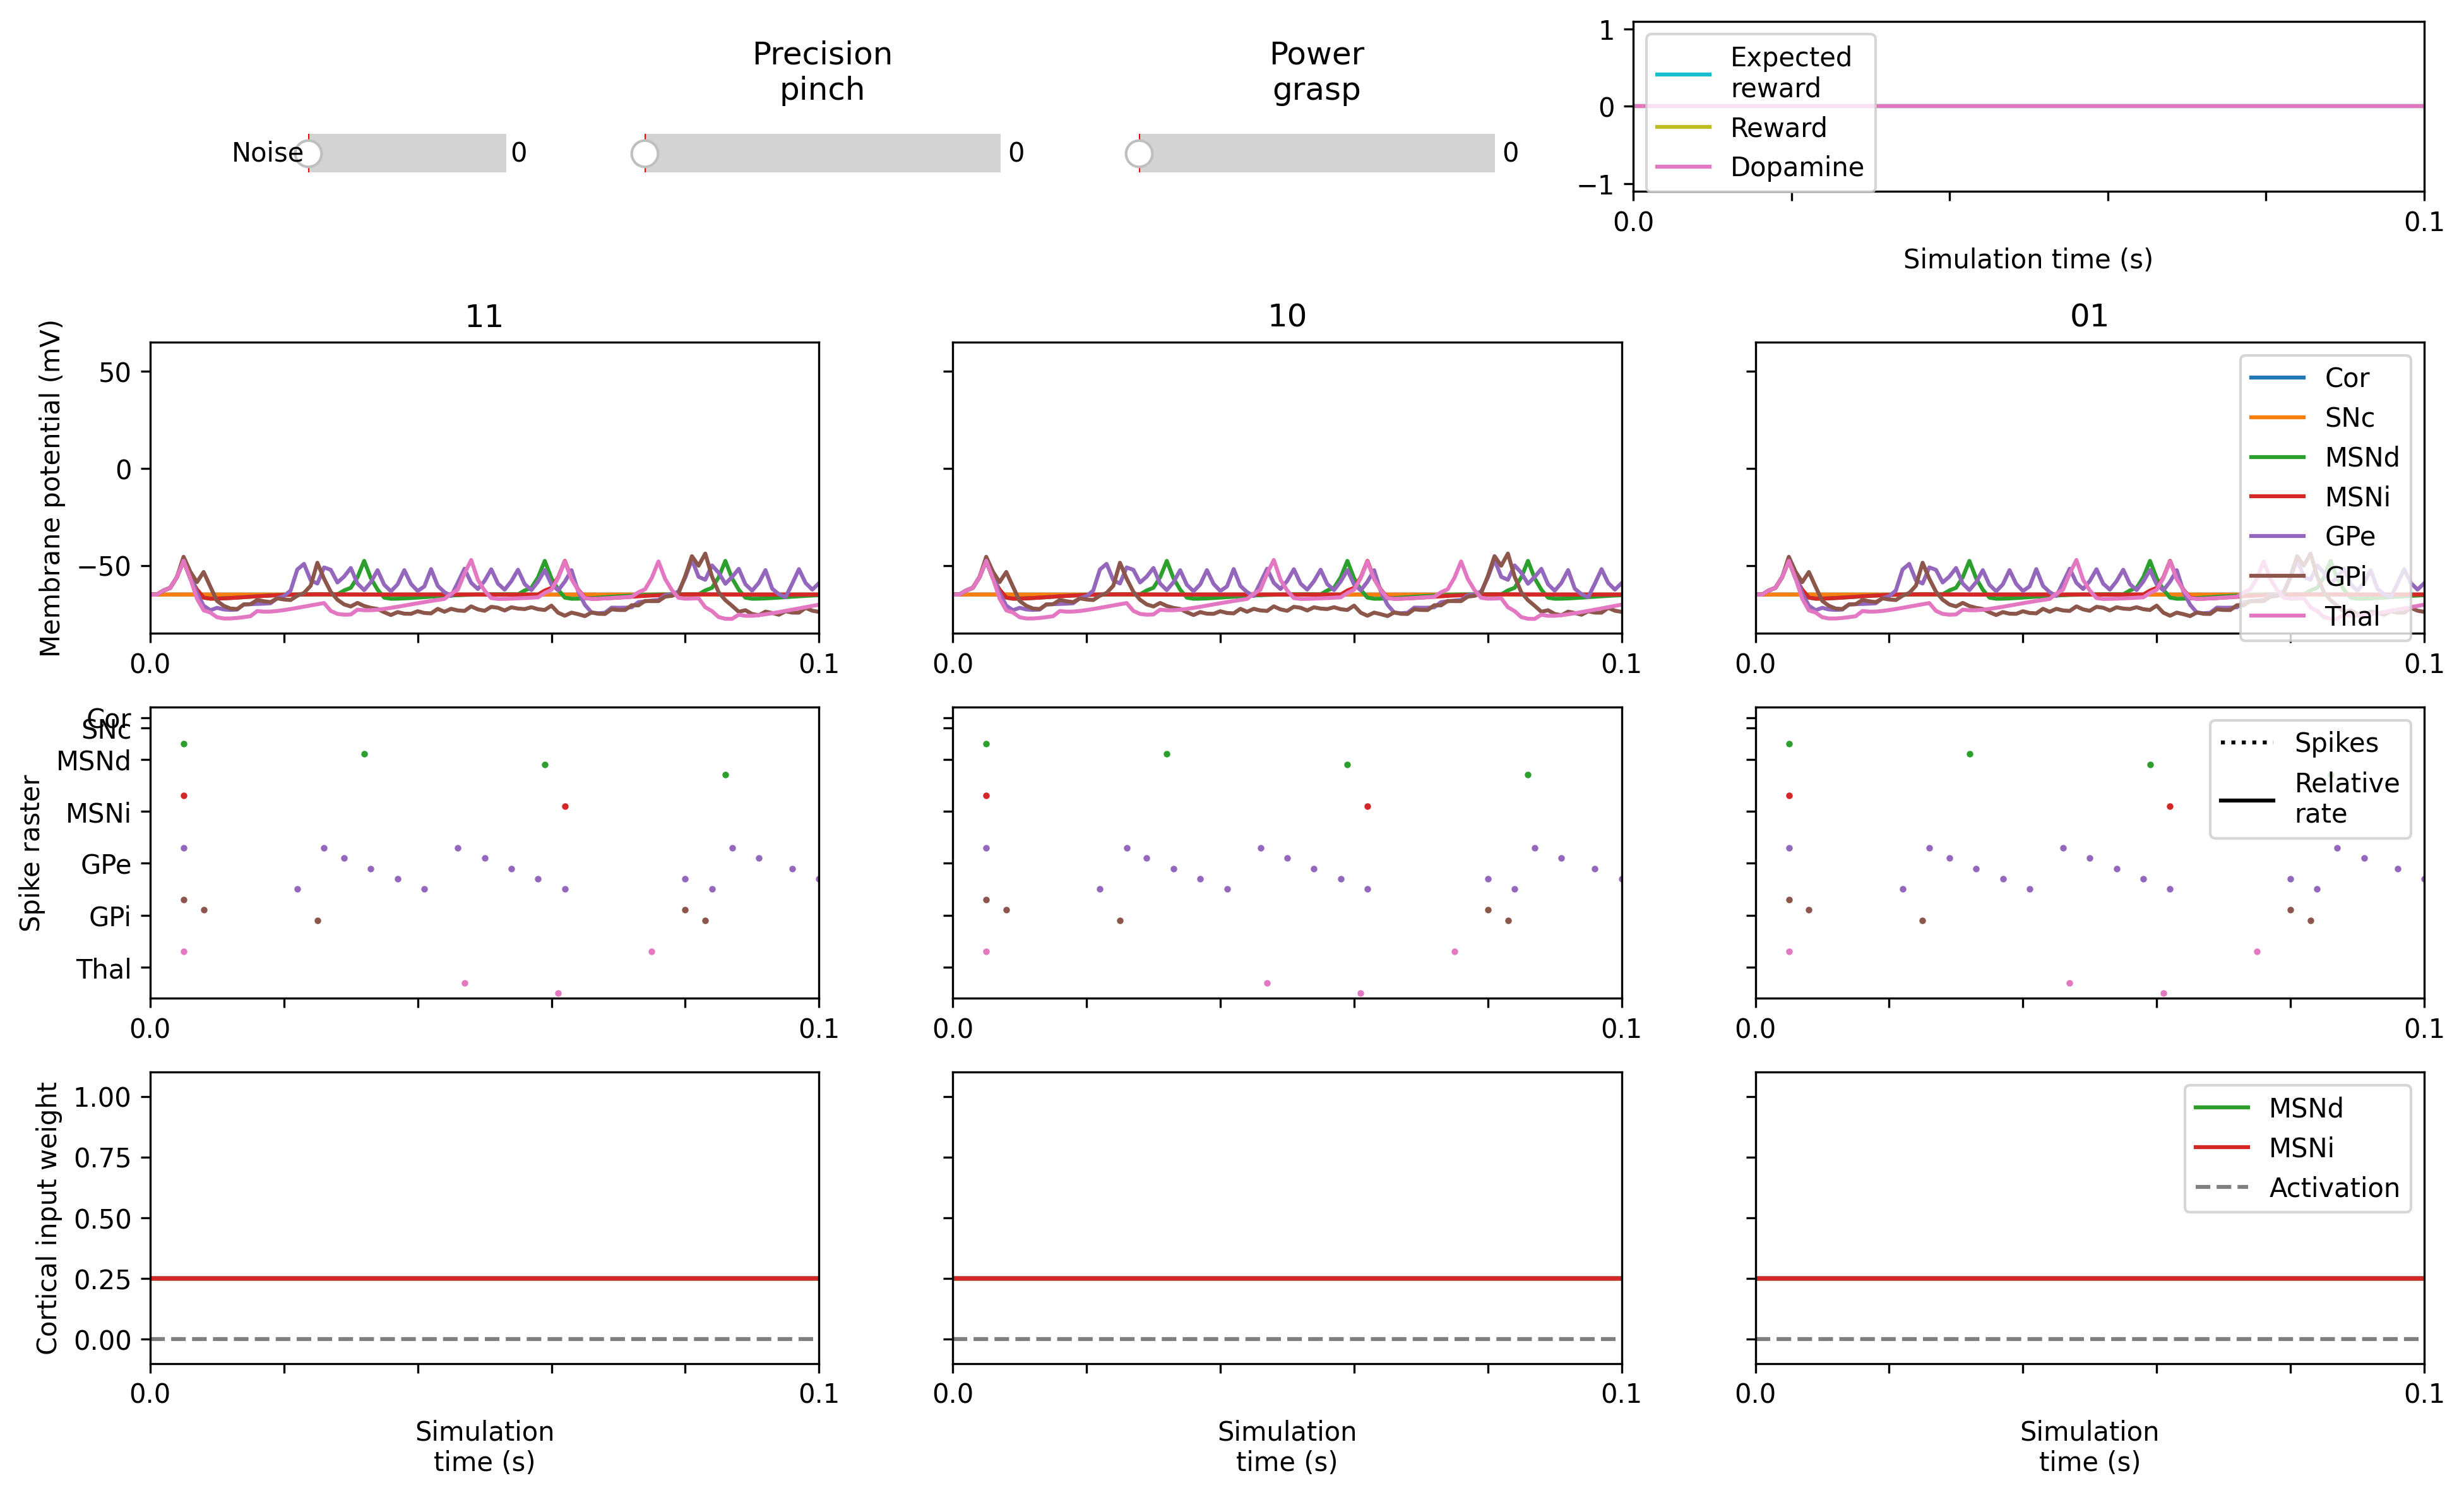 Precision
pinch
Power
grasp
Noise
0
0
0
1
0
−1
Expected
reward
Reward
Dopamine
0.0
0.1
Simulation time (s)
11
10
01
Membrane potential (mV)
50
0
−50
0.0
0.1
0.0
0.1
0.0
0.1
Cor
SNc
MSNd
MSNi
GPe
GPi
Thal
Spike raster
Cor
SNc
MSNd
MSNi
GPe
GPi
Thal
0.0
0.1
0.0
0.1
0.0
0.1
Spikes
Relative
rate
Cortical input weight
1.00
0.75
0.50
0.25
0.00
0.0
0.1
0.0
0.1
0.0
0.1
MSNd
MSNi
Activation
Simulation
time (s)
Simulation
time (s)
Simulation
time (s)